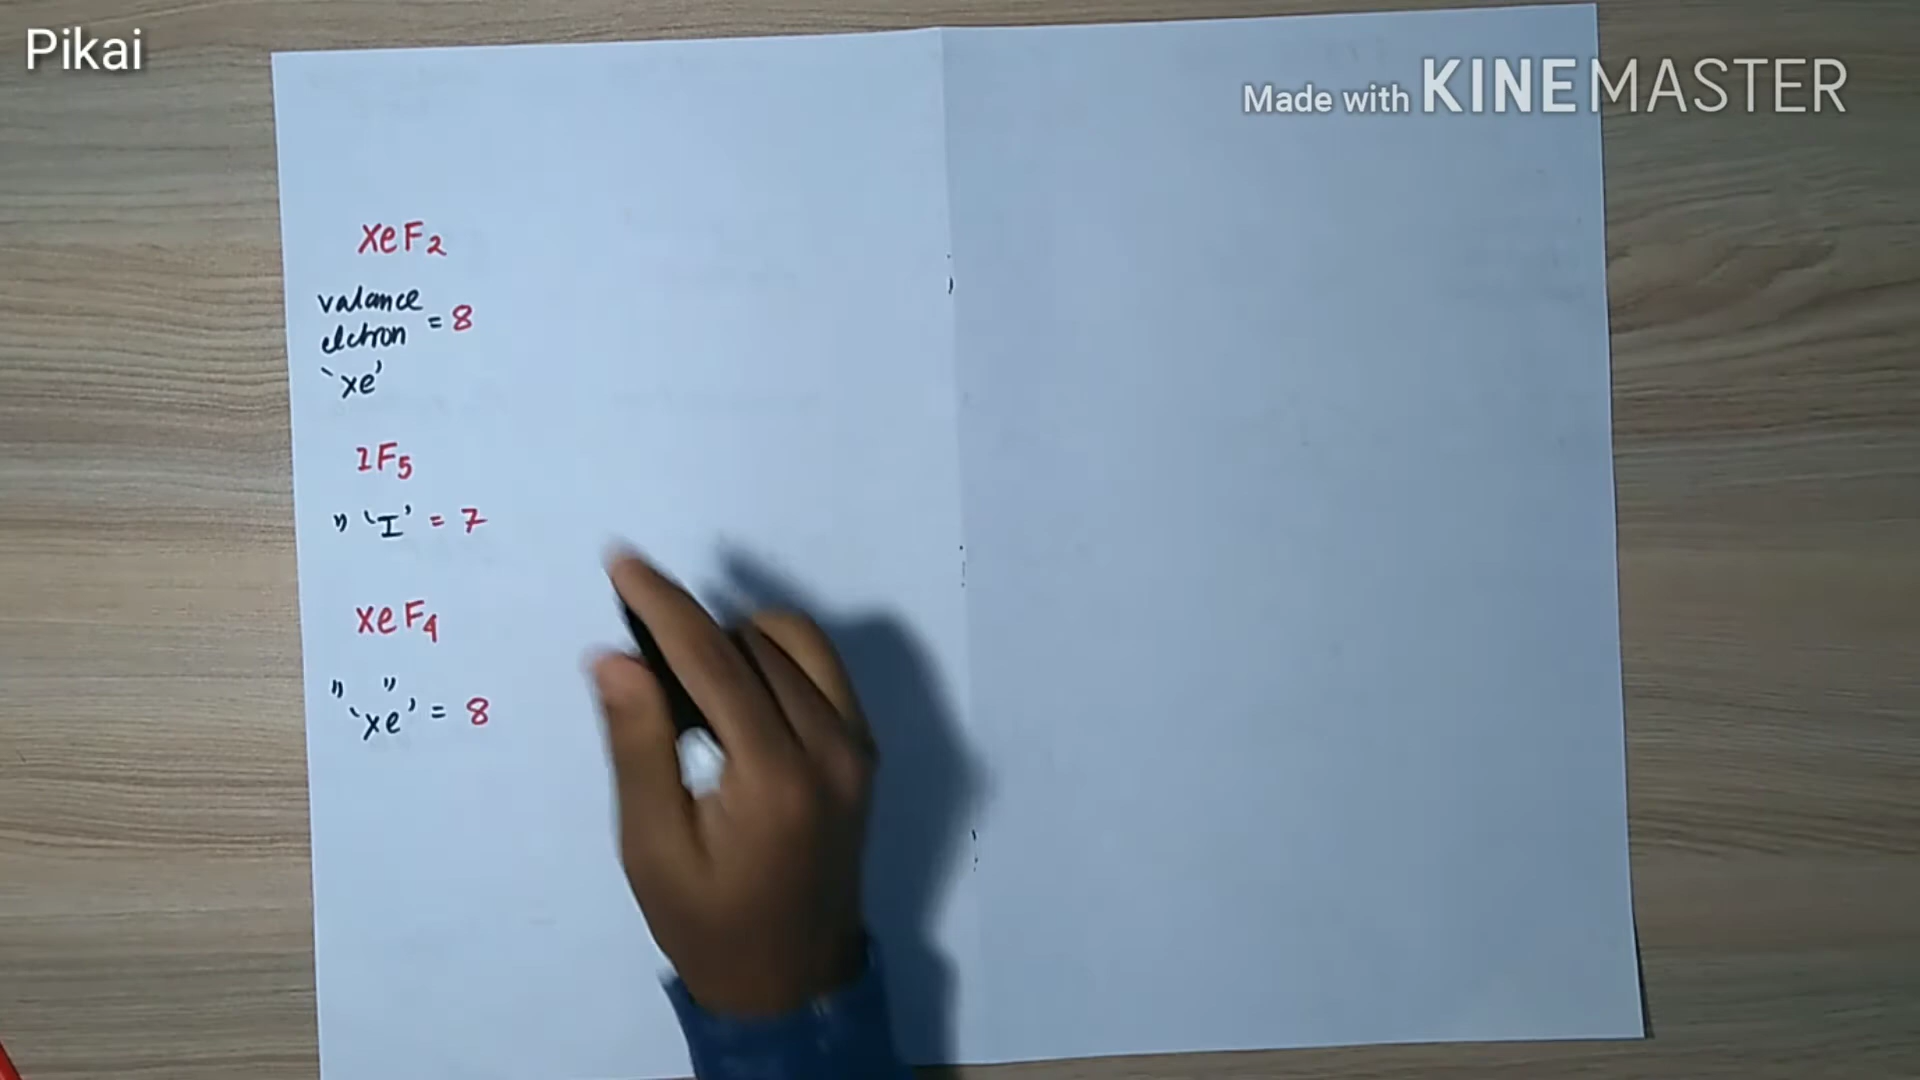 Pikai
Made with KINEMASTER
XeF₂
valance
elctron = 8
`xe'
IF₅
" `I' = 7
XeF₄
" "
`xe' = 8